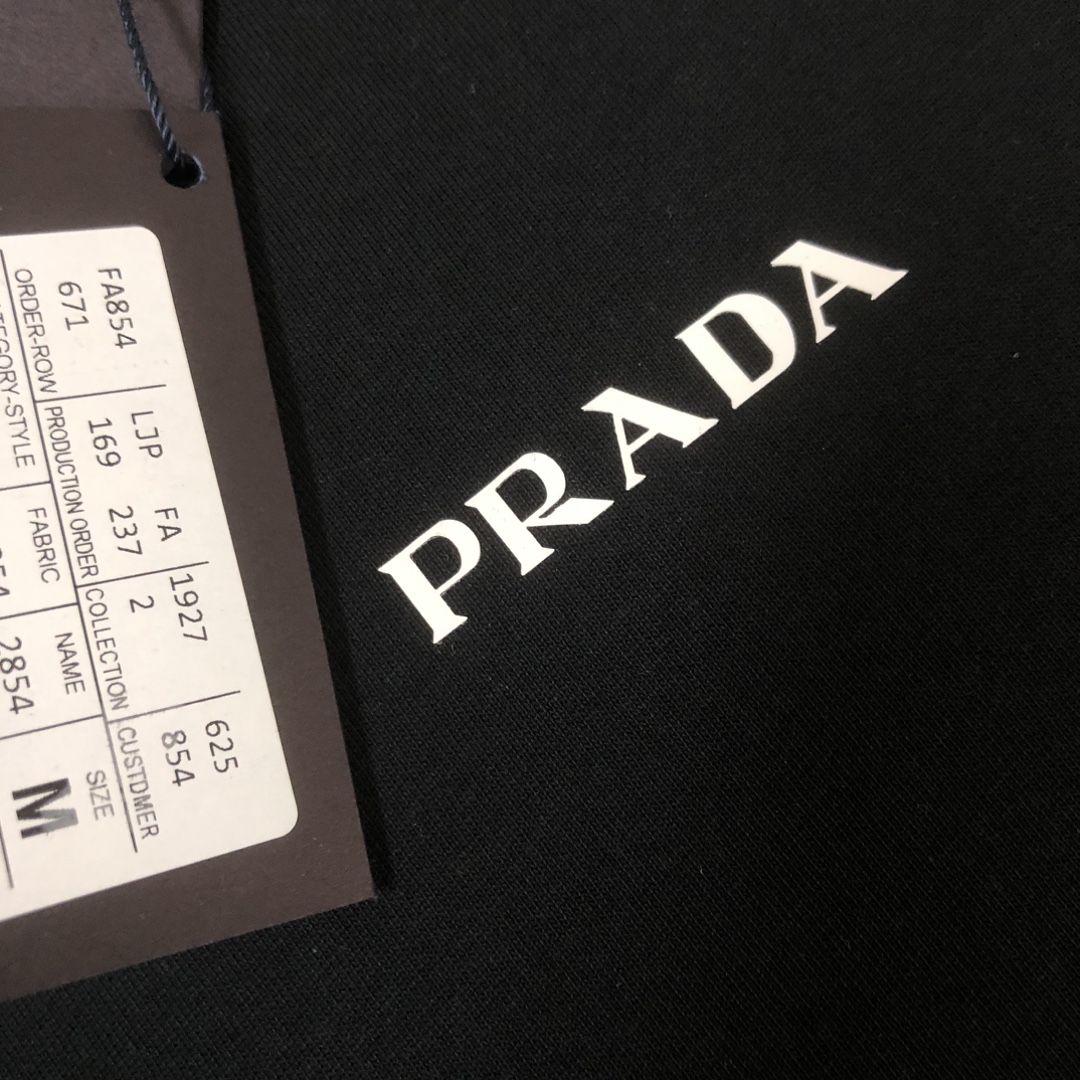 PRADA
FA854 LJP FA 1927 625
671 169 237 2 854
ORDER-ROW PRODUCTION ORDER COLLECTION CUSTDMER
FABRIC NAME SIZE
2854 M